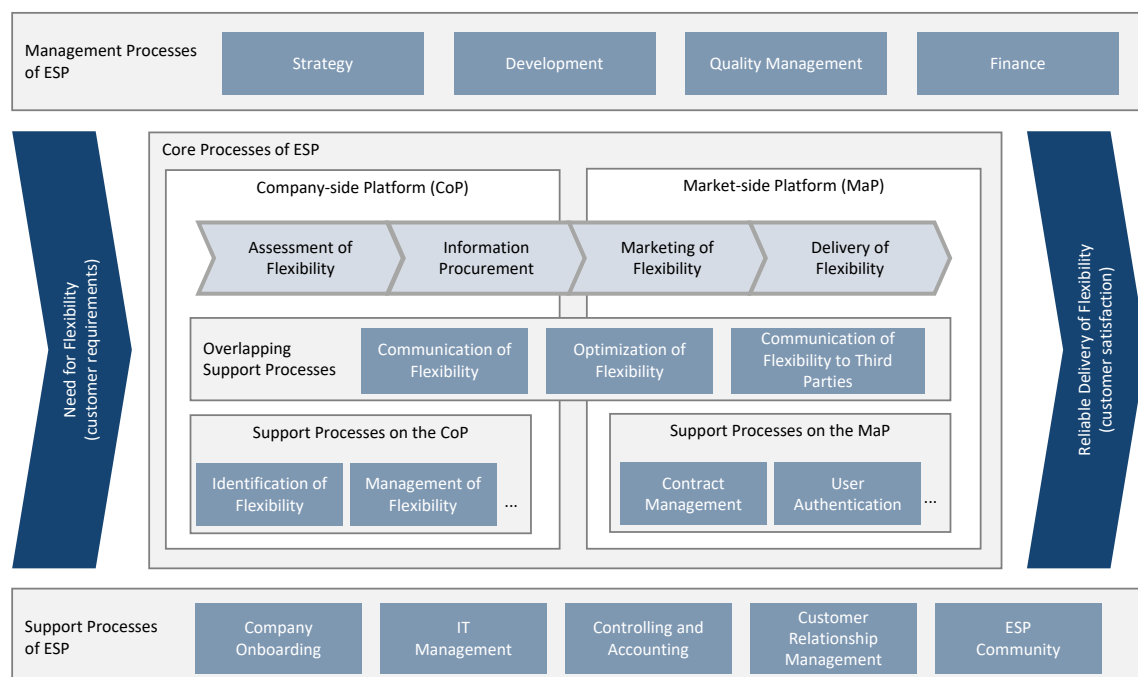 Management Processes
of ESP
Strategy
Development
Quality Management
Finance
Need for Flexibility
(customer requirements)
Core Processes of ESP
Company-side Platform (CoP)
Market-side Platform (MaP)
Assessment of
Flexibility
Information
Procurement
Marketing of
Flexibility
Delivery of
Flexibility
Overlapping
Support Processes
Communication of
Flexibility
Optimization of
Flexibility
Communication of
Flexibility to Third
Parties
Support Processes on the CoP
Identification of
Flexibility
Management of
Flexibility
...
Support Processes on the MaP
Contract
Management
User
Authentication
...
Reliable Delivery of Flexibility
(customer satisfaction)
Support Processes
of ESP
Company
Onboarding
IT
Management
Controlling and
Accounting
Customer
Relationship
Management
ESP
Community